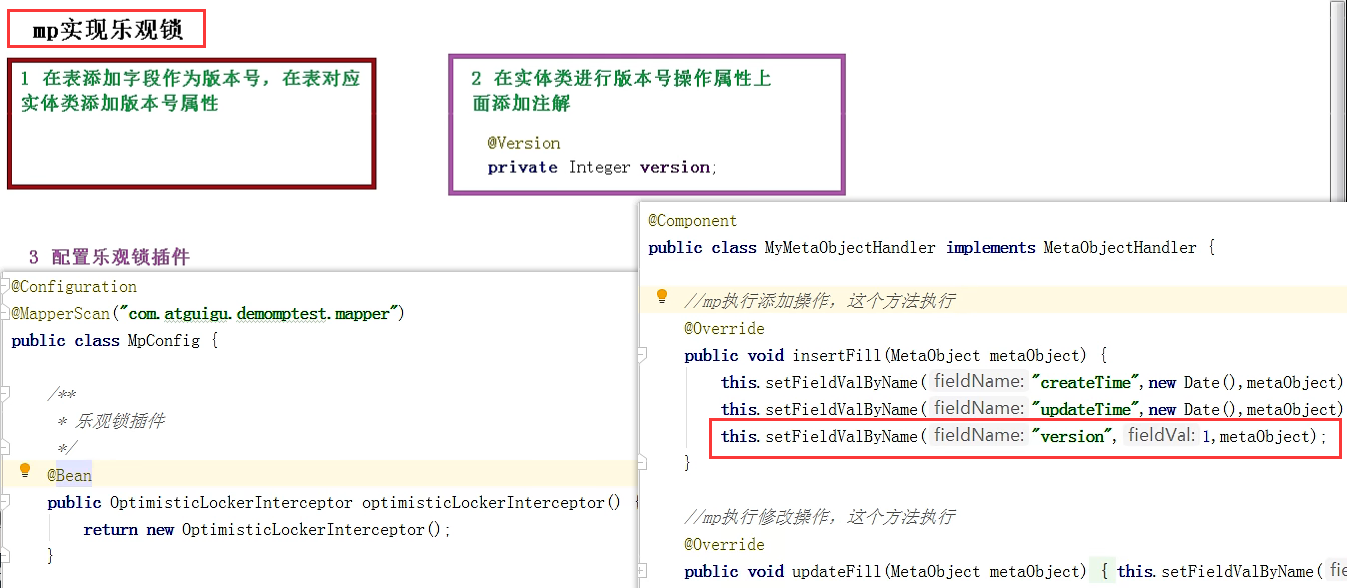 mp实现乐观锁
1 在表添加字段作为版本号，在表对应
实体类添加版本号属性
2 在实体类进行版本号操作属性上
面添加注解
@Version
private Integer version;
3 配置乐观锁插件
@Configuration
@MapperScan("com.atguigu.demomptest.mapper")
public class MpConfig {
/**
* 乐观锁插件
*/
@Bean
public OptimisticLockerInterceptor optimisticLockerInterceptor() {
return new OptimisticLockerInterceptor();
}
@Component
public class MyMetaObjectHandler implements MetaObjectHandler {
//mp执行添加操作，这个方法执行
@Override
public void insertFill(MetaObject metaObject) {
this.setFieldValByName( fieldName: "createTime",new Date(),metaObject)
this.setFieldValByName( fieldName: "updateTime",new Date(),metaObject)
this.setFieldValByName( fieldName: "version", fieldVal: 1,metaObject);
}
//mp执行修改操作，这个方法执行
@Override
public void updateFill(MetaObject metaObject) { this.setFieldValByName( fie